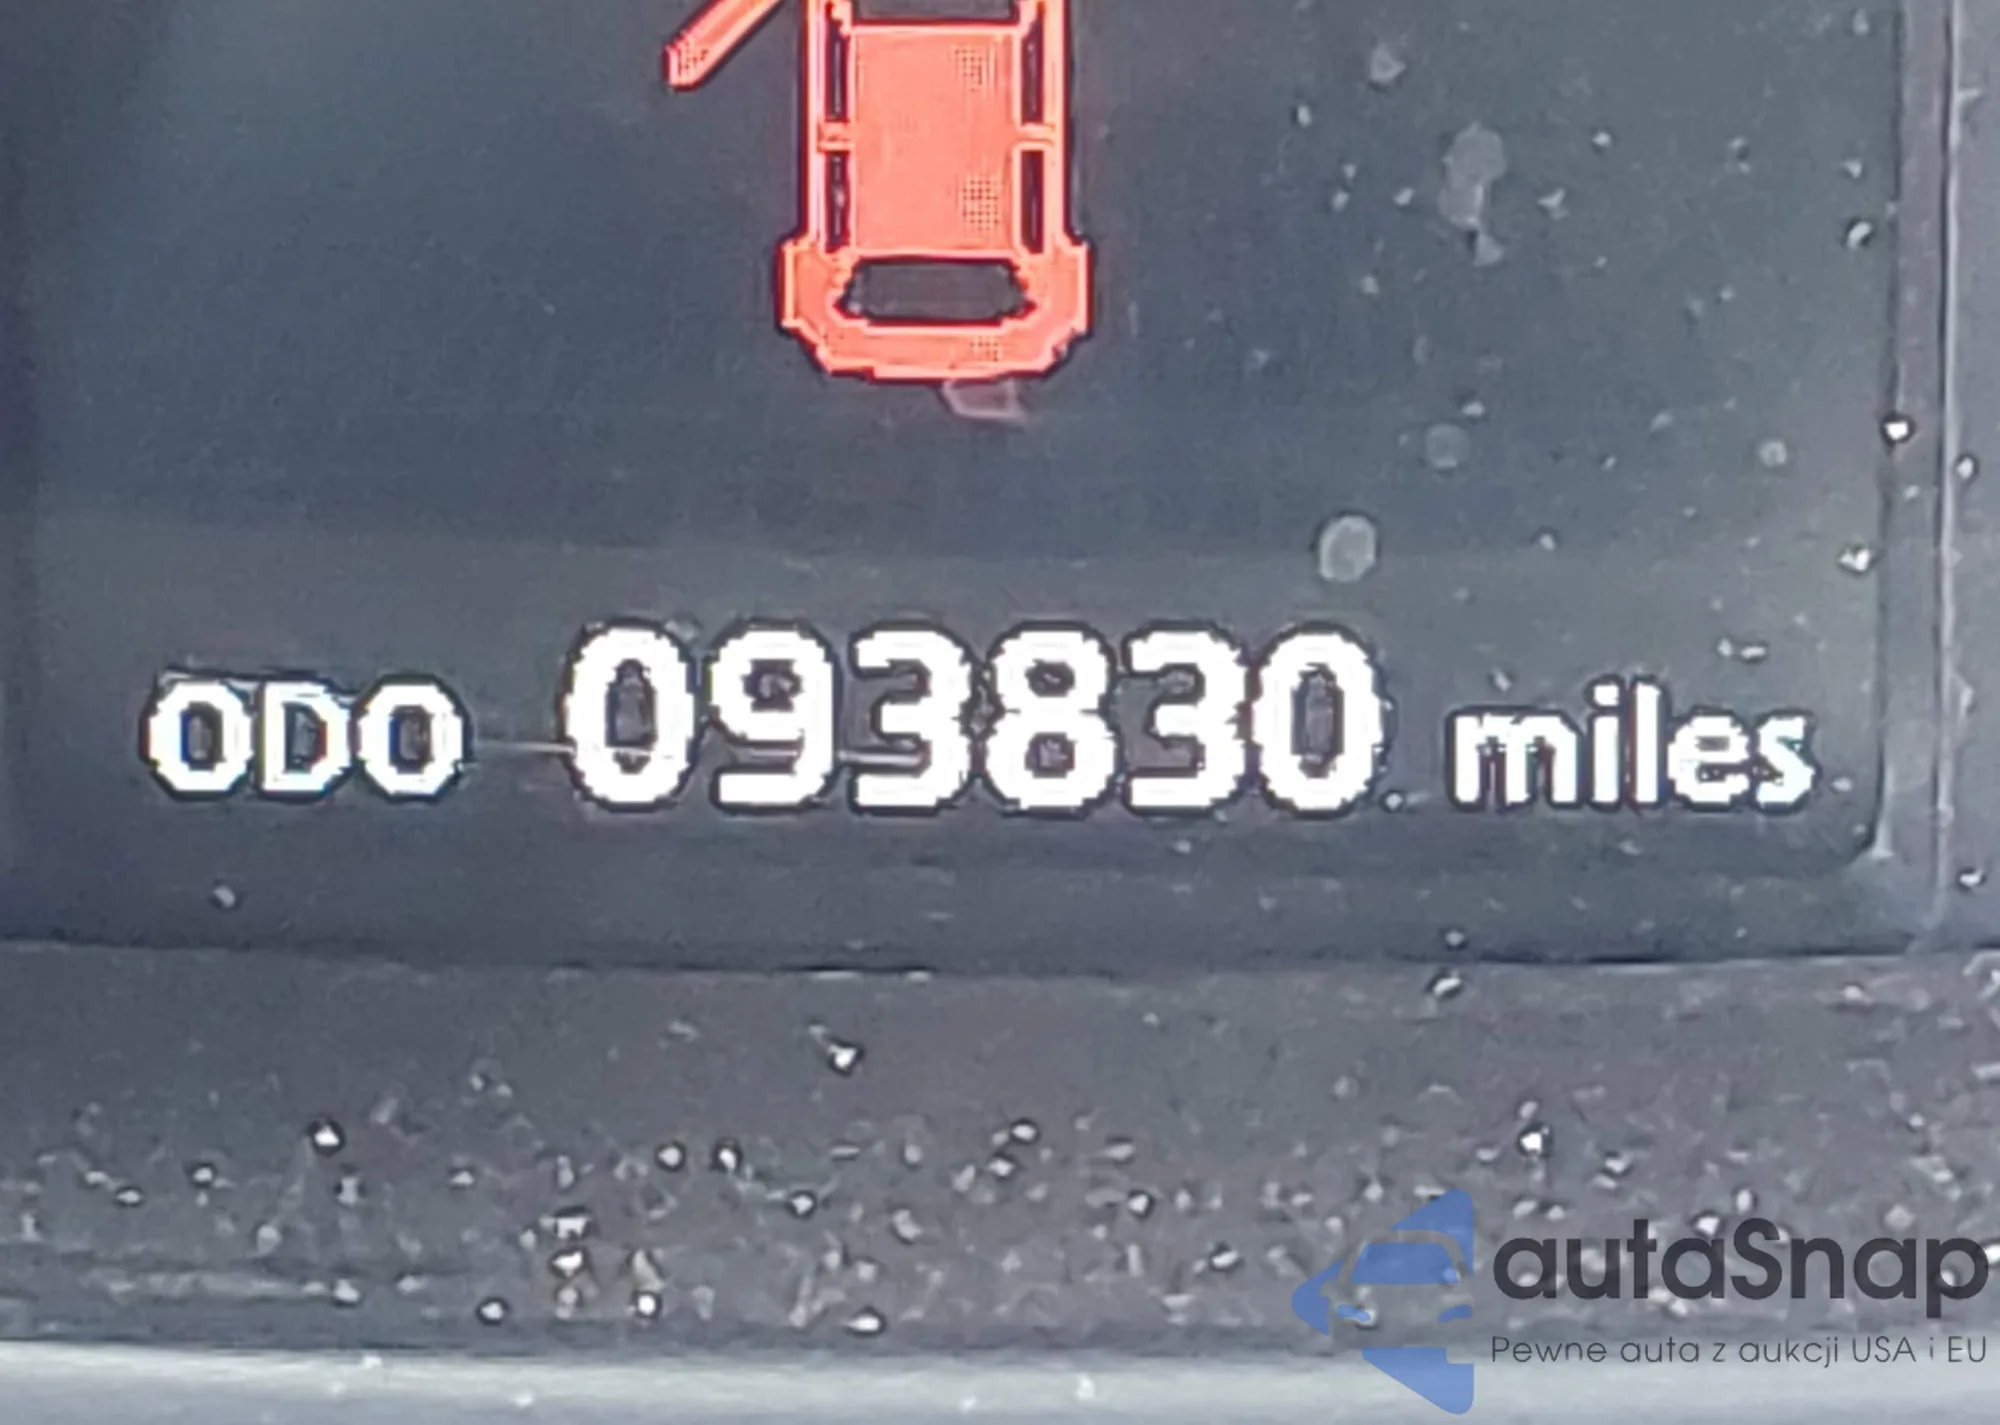 ODO 093830 miles
autaSnap
Pewne auta z aukcji USA i EU